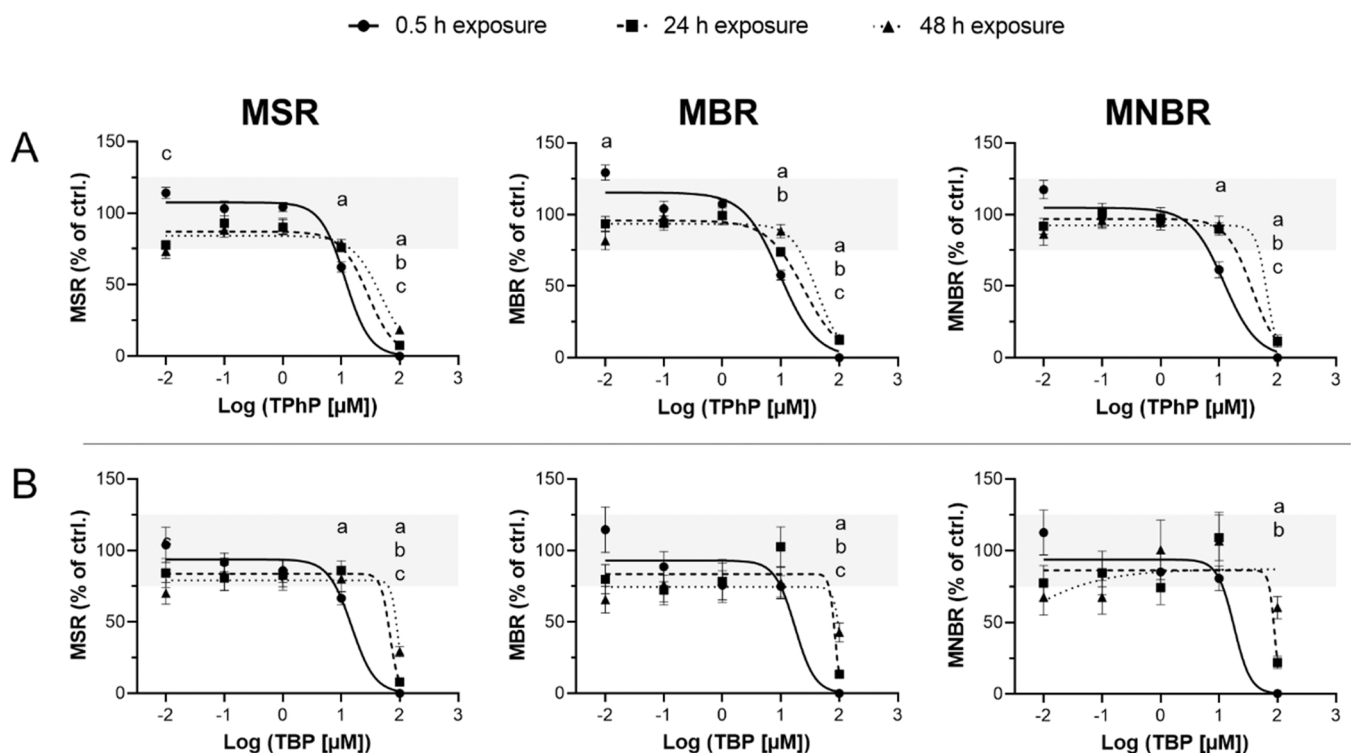 0.5 h exposure 24 h exposure 48 h exposure
MSR MBR MNBR
A
MSR (% of ctrl.)
150
100
50
0
c
a
a
b
c
-2 -1 0 1 2 3
Log (TPhP [µM])
MBR (% of ctrl.)
150
100
50
0
a
a
b
a
b
c
-2 -1 0 1 2 3
Log (TPhP [µM])
MNBR (% of ctrl.)
150
100
50
0
a
a
b
c
-2 -1 0 1 2 3
Log (TPhP [µM])
B
MSR (% of ctrl.)
150
100
50
0
c
a
a
b
c
-2 -1 0 1 2 3
Log (TBP [µM])
MBR (% of ctrl.)
150
100
50
0
a
b
c
-2 -1 0 1 2 3
Log (TBP [µM])
MNBR (% of ctrl.)
150
100
50
0
a
b
-2 -1 0 1 2 3
Log (TBP [µM])